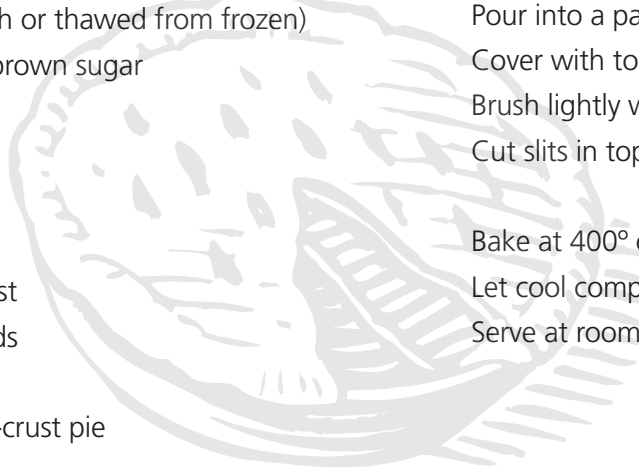 h or thawed from frozen)
brown sugar
st
ds
-crust pie
Pour into a pa
Cover with to
Brush lightly w
Cut slits in top
Bake at 400º
Let cool comp
Serve at room